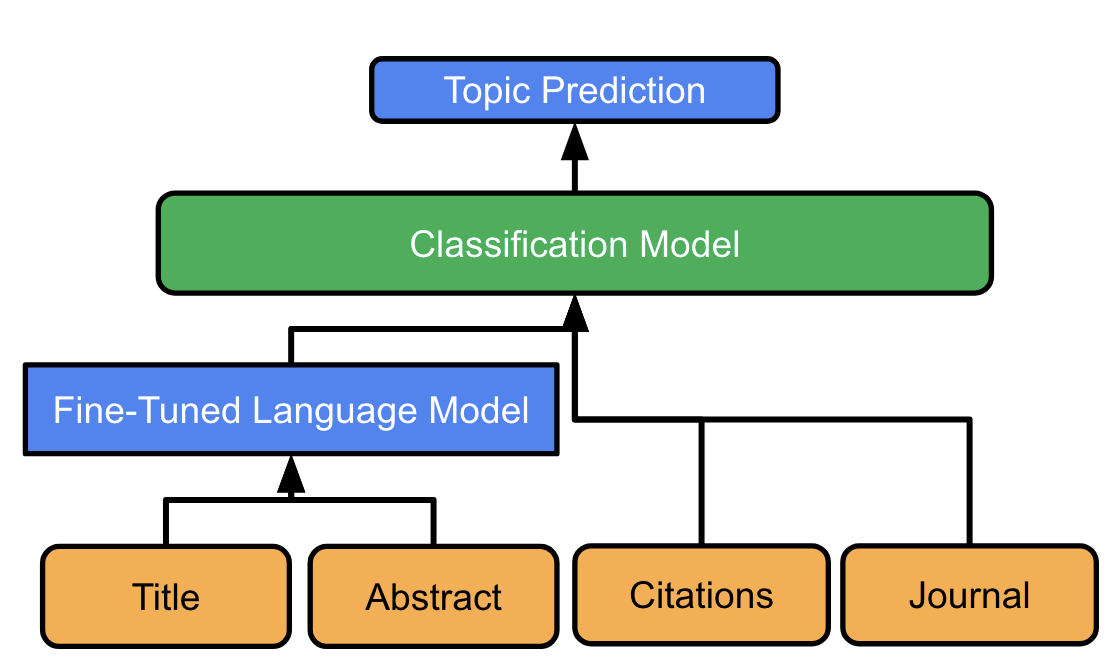 Topic Prediction
Classification Model
Fine-Tuned Language Model
Title
Abstract
Citations
Journal